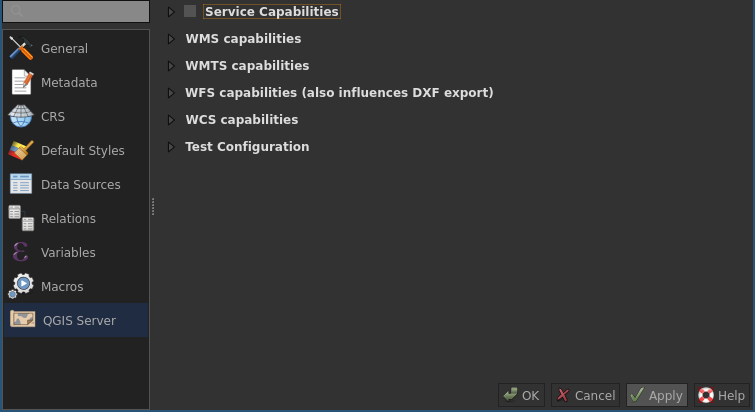 Service Capabilities
WMS capabilities
WMTS capabilities
WFS capabilities (also influences DXF export)
WCS capabilities
Test Configuration
General
Metadata
CRS
Default Styles
Data Sources
Relations
Variables
Macros
QGIS Server
OK
Cancel
Apply
Help